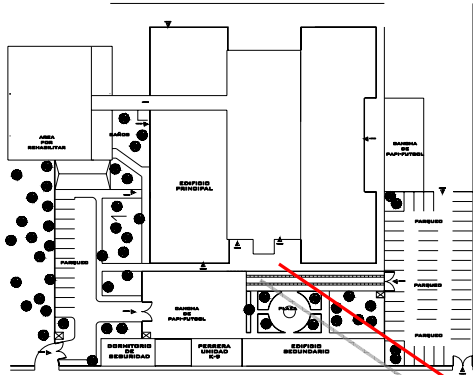 AREA
POR
REHABILITAR
BAÑOS
CANCHA
DE
PAPI-FUTBOL
EDIFICIO
PRINCIPAL
PARQUEO
PARQUEO
PARQUEO
PARQUEO
PLAZA
CANCHA
DE
PAPI-FUTBOL
DORMITORIO
DE
SEGURIDAD
PERRERA
UNIDAD
K-9
EDIFICIO
SECUNDARIO